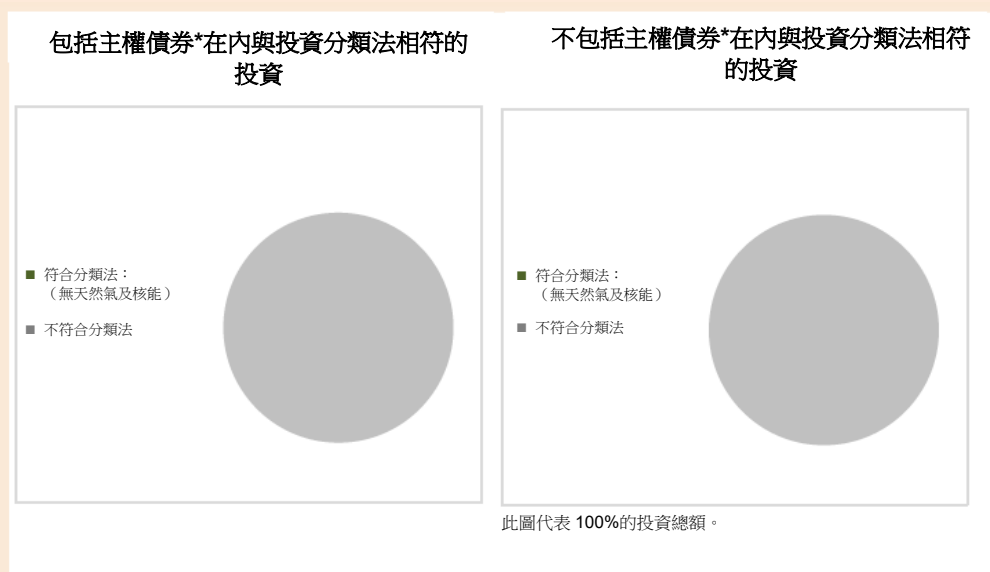 包括主權債券*在內與投資分類法相符的
投資
符合分類法：
（無天然氣及核能）
不符合分類法
不包括主權債券*在內與投資分類法相符
的投資
符合分類法：
（無天然氣及核能）
不符合分類法
此圖代表 100%的投資總額。